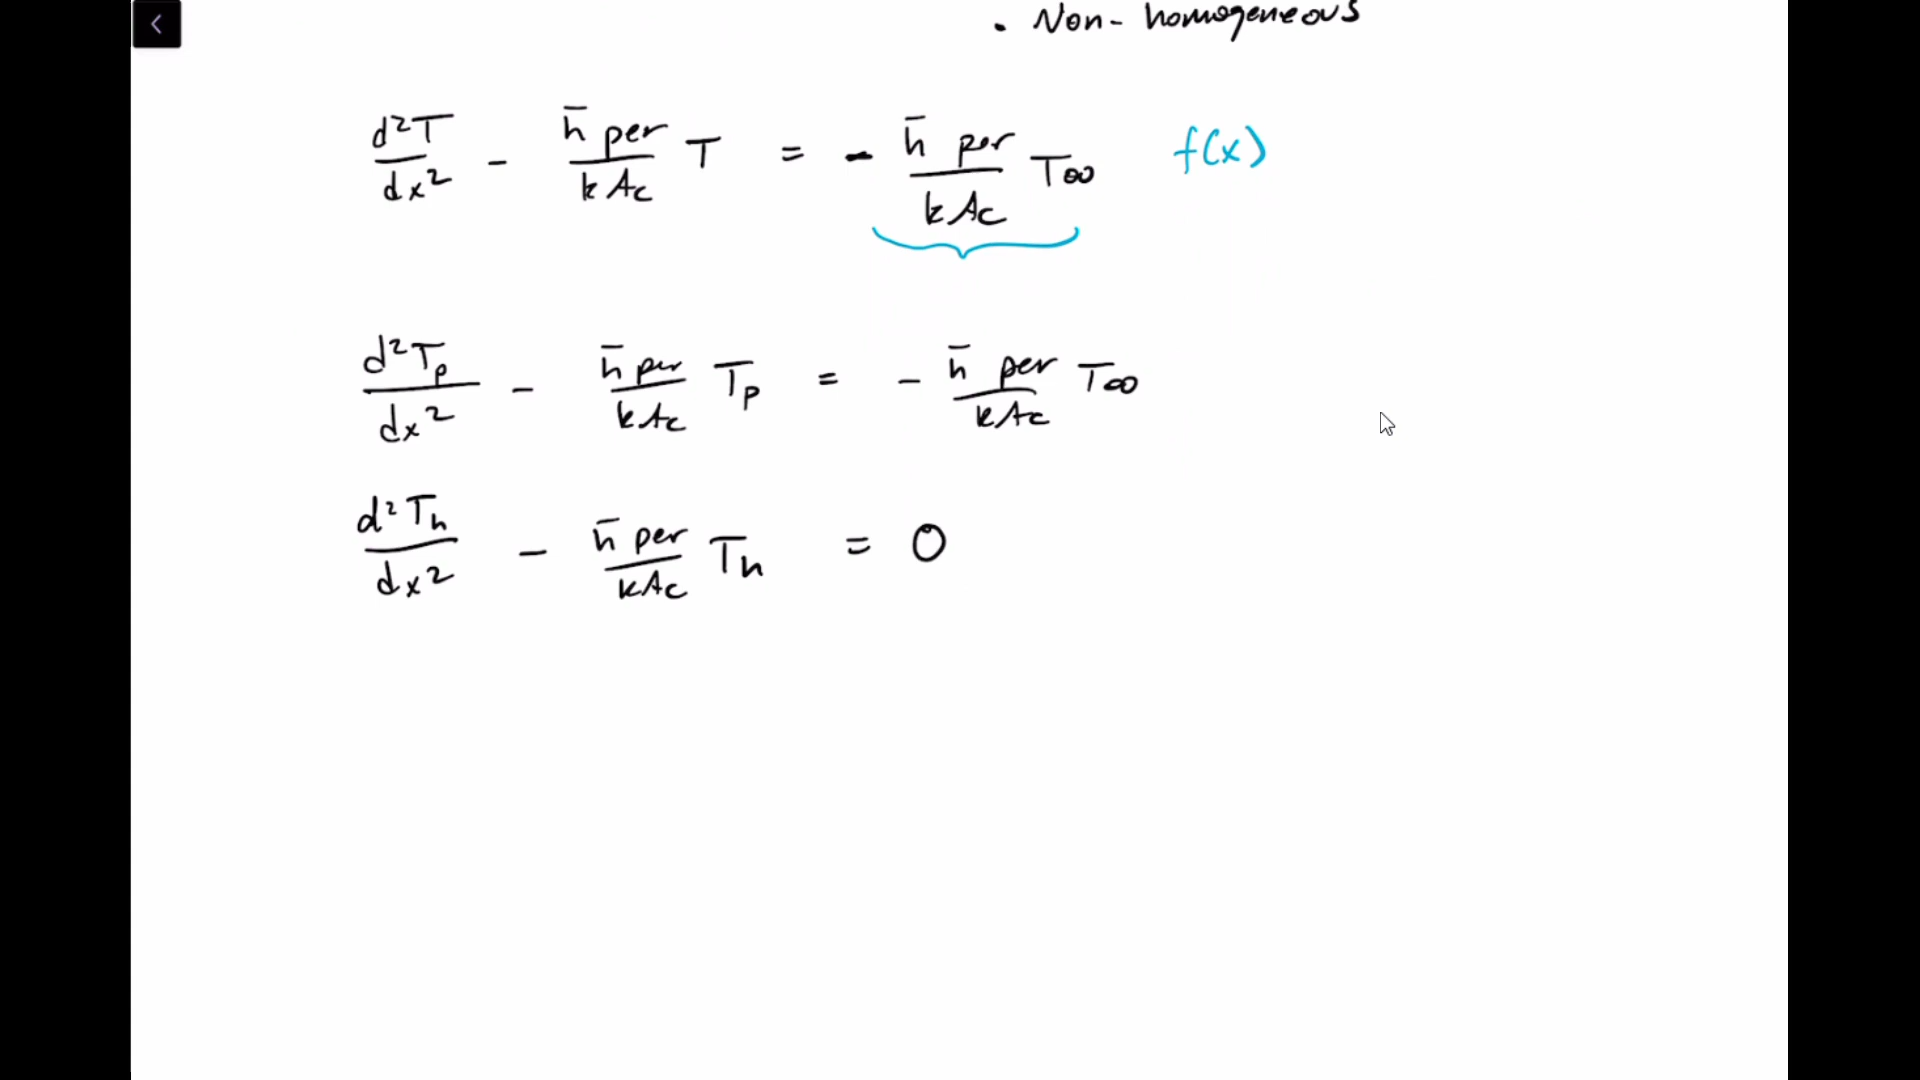 • Non-homogeneous
d²T/dx² - h̄ per/kAc T = - h̄ per/kAc T∞ f(x)
d²Tp/dx² - h̄ per/kAc Tp = - h̄ per/kAc T∞
d²Th/dx² - h̄ per/kAc Th = 0